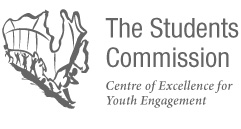 The Students
Commission
Centre of Excellence for
Youth Engagement